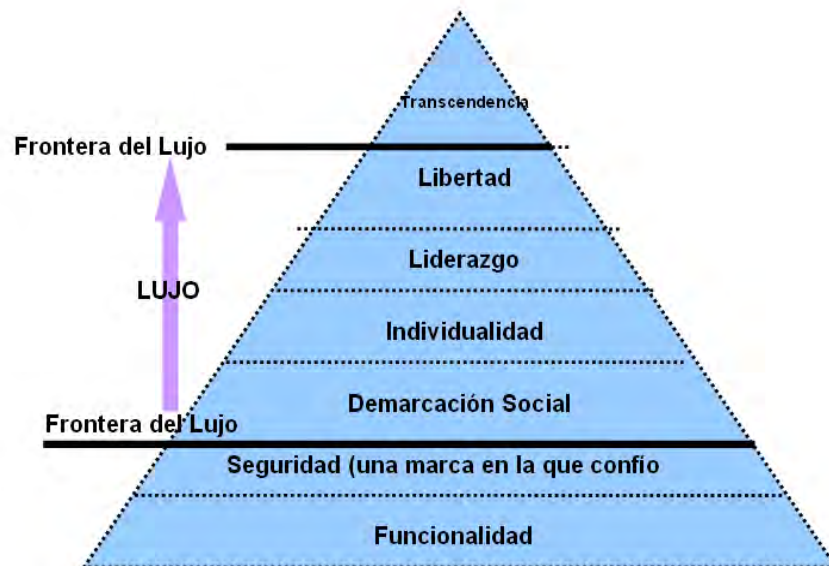 Transcendencia
Frontera del Lujo
Libertad
Liderazgo
LUJO
Individualidad
Demarcación Social
Frontera del Lujo
Seguridad (una marca en la que confío
Funcionalidad